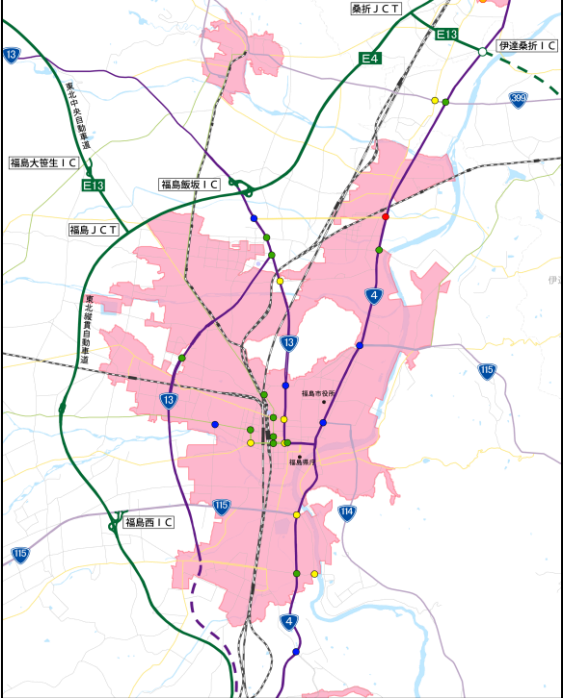 桑折ＪＣＴ
E13
伊達桑折ＩＣ
13
E4
399
東北中央自動車道
福島大笹生ＩＣ
E13
福島飯坂ＩＣ
福島ＪＣＴ
伊達
4
東北縦貫自動車道
13
115
13
福島市役所
福島県庁
115
114
福島西ＩＣ
115
4